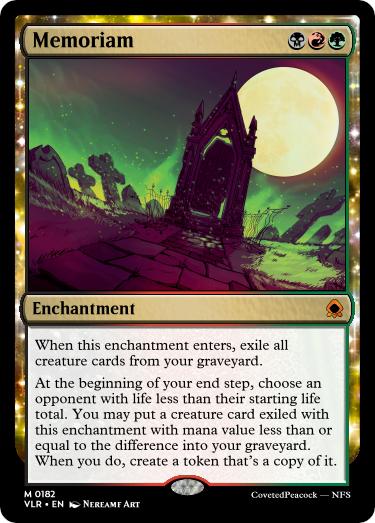 Memoriam
Enchantment
When this enchantment enters, exile all
creature cards from your graveyard.
At the beginning of your end step, choose an
opponent with life less than their starting life
total. You may put a creature card exiled with
this enchantment with mana value less than or
equal to the difference into your graveyard.
When you do, create a token that's a copy of it.
M 0182
VLR • EN Nereamf Art
CovetedPeacock — NFS